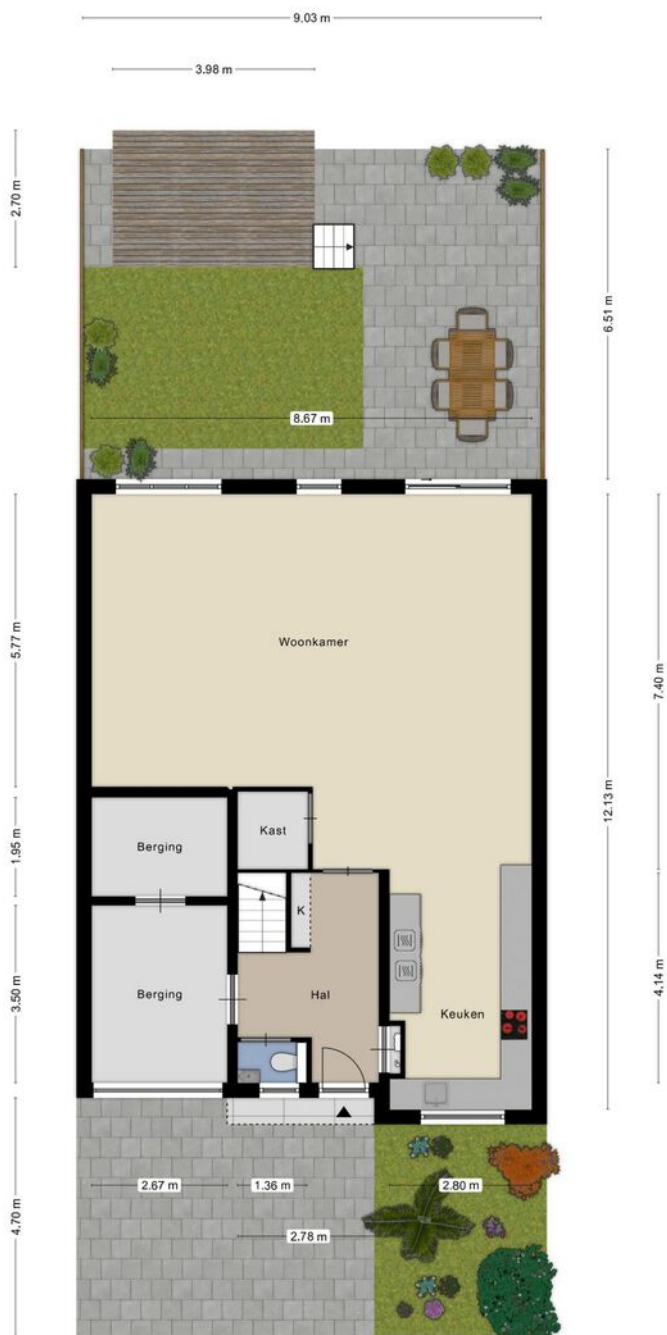 9.03 m
3.98 m
2.70 m
6.51 m
8.67 m
5.77 m
Woonkamer
7.40 m
12.13 m
1.95 m
Berging
Kast
K
3.50 m
Berging
Hal
Keuken
4.14 m
4.70 m
2.67 m
1.36 m
2.80 m
2.78 m